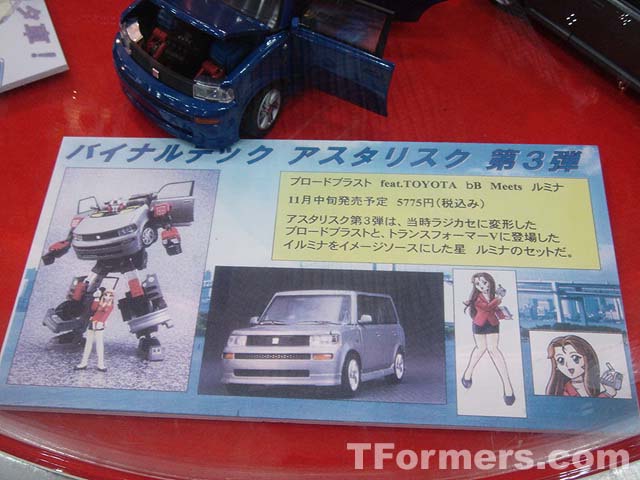 タ車！
バイナルテック アスタリスク 第３弾
ブロードブラスト feat.TOYOTA bB Meets ルミナ
11月中旬発売予定 5775円(税込み)
アスタリスク第3弾は、当時ラジカセに変形した
ブロードブラストと、トランスフォーマーVに登場した
イルミナをイメージソースにした星 ルミナのセットだ。
TFormers.com